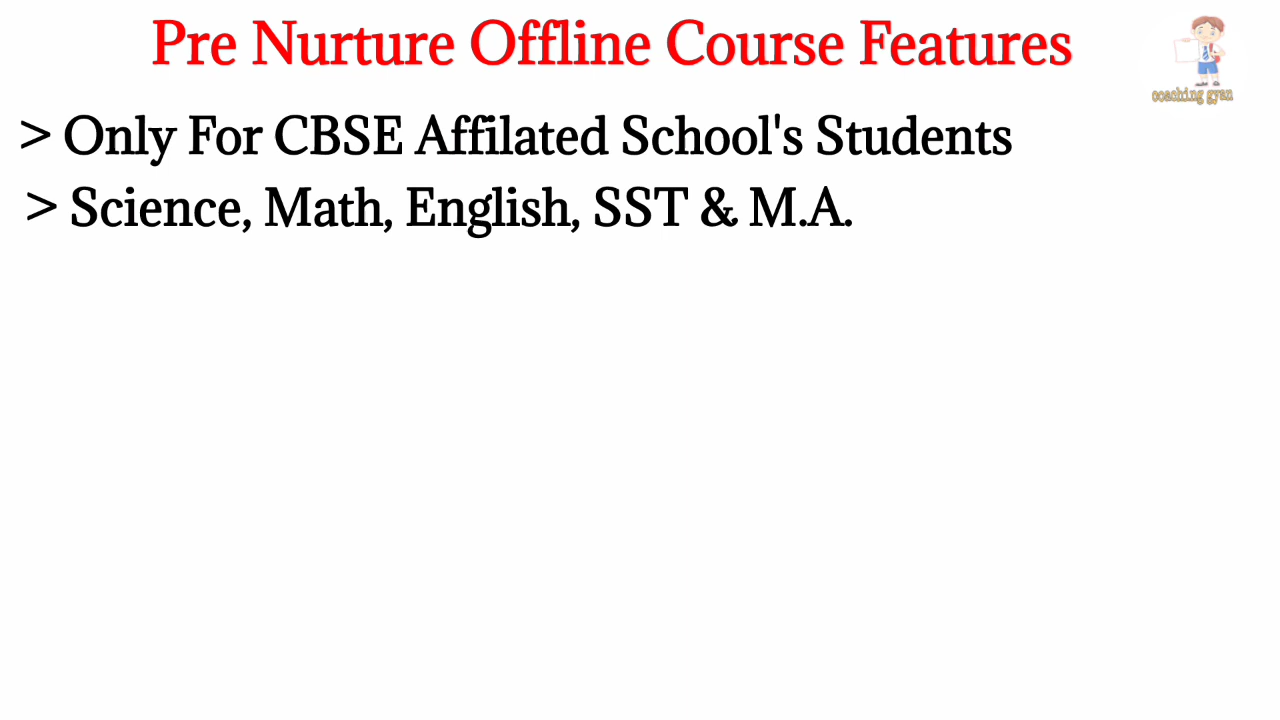 Pre Nurture Offline Course Features
coaching gyan
> Only For CBSE Affilated School's Students
> Science, Math, English, SST & M.A.